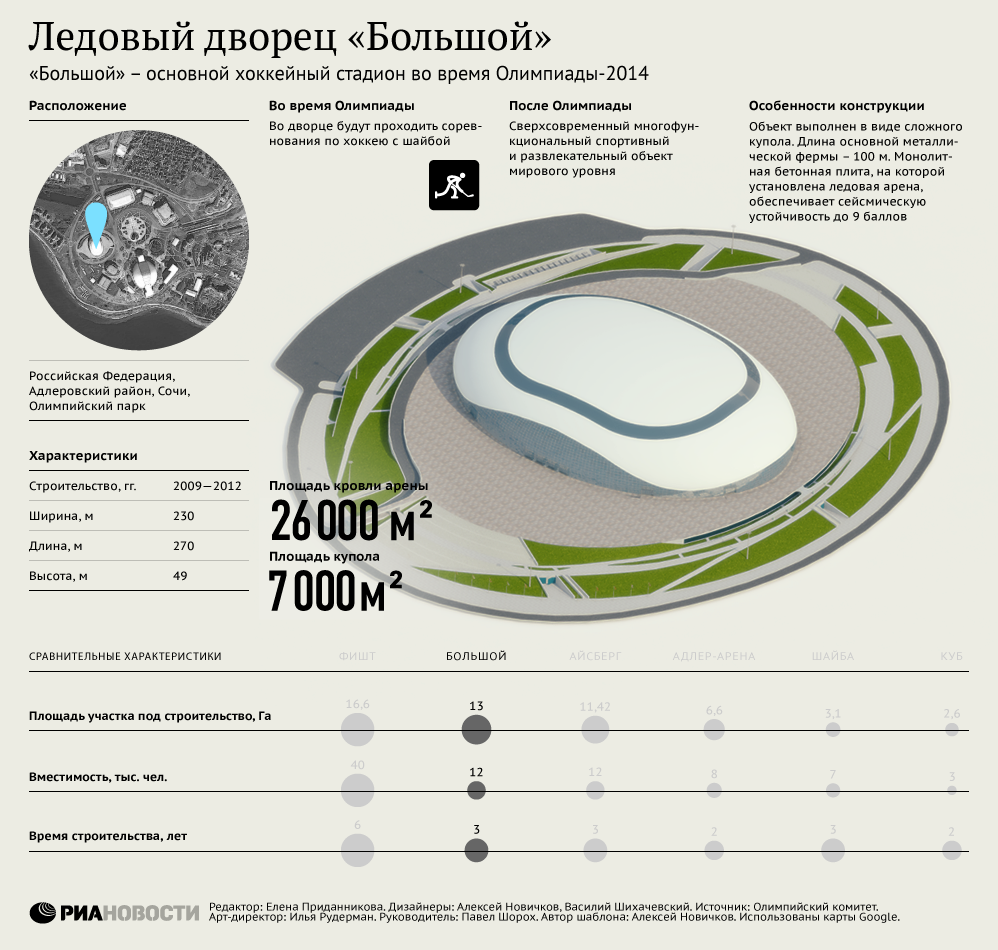 Ледовый дворец «Большой»
«Большой» – основной хоккейный стадион во время Олимпиады-2014
Расположение
Российская Федерация,
Адлеровский район, Сочи,
Олимпийский парк
Характеристики
Строительство, гг. 2009—2012
Ширина, м 230
Длина, м 270
Высота, м 49
Во время Олимпиады
Во дворце будут проходить сорев-
нования по хоккею с шайбой
После Олимпиады
Сверхсовременный многофун-
кциональный спортивный
и развлекательный объект
мирового уровня
Особенности конструкции
Объект выполнен в виде сложного
купола. Длина основной металли-
ческой фермы – 100 м. Монолит-
ная бетонная плита, на которой
установлена ледовая арена,
обеспечивает сейсмическую
устойчивость до 9 баллов
Площадь кровли арены
26 000 м²
Площадь купола
7 000 м²
СРАВНИТЕЛЬНЫЕ ХАРАКТЕРИСТИКИ ФИШТ БОЛЬШОЙ АЙСБЕРГ АДЛЕР-АРЕНА ШАЙБА КУБ
Площадь участка под строительство, Га 16,6 13 11,42 6,6 3,1 2,6
Вместимость, тыс. чел. 40 12 12 8 7 3
Время строительства, лет 6 3 3 2 3 2
РИАНОВОСТИ
Редактор: Елена Приданникова. Дизайнеры: Алексей Новичков, Василий Шихачевский. Источник: Олимпийский комитет.
Арт-директор: Илья Рудерман. Руководитель: Павел Шорох. Автор шаблона: Алексей Новичков. Использованы карты Google.